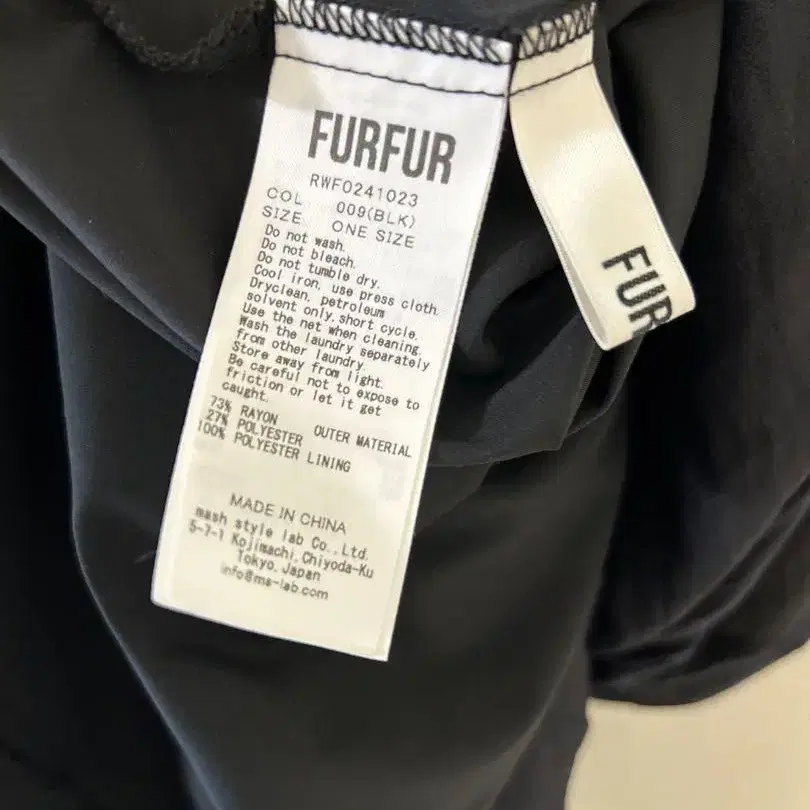 FURFUR
RWF0241023
COL 009(BLK)
SIZE ONE SIZE
Do not wash.
Do not bleach.
Do not tumble dry.
Cool iron, use press cloth.
Dryclean, petroleum
solvent only, short cycle.
Use the net when cleaning.
Wash the laundry separately
from other laundry.
Store away from light.
Be careful not to expose to
friction or let it get
caught.
73% RAYON
27% POLYESTER OUTER MATERIAL
100% POLYESTER LINING
MADE IN CHINA
mash style lab Co., Ltd.
5-7-1 Kojimachi, Chiyoda-Ku
Tokyo, Japan
info@ms-lab.com
FUR